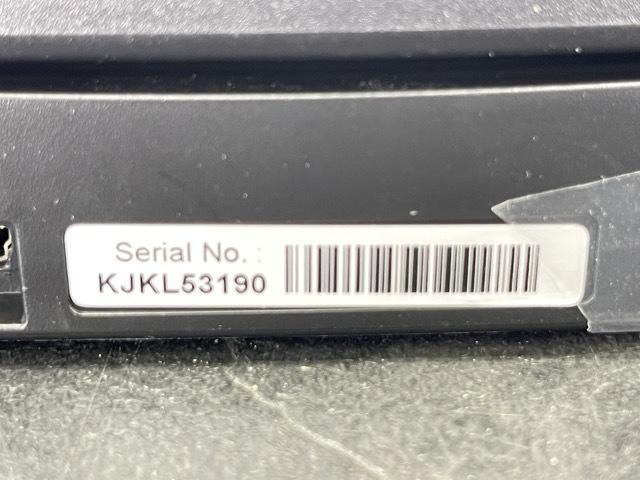 Serial No. :
KJKL53190